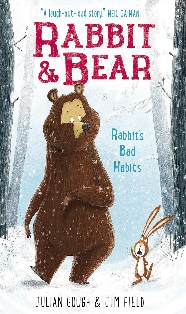 "A laugh-out-loud story." NEIL GAIMAN
RABBIT
& BEAR
Rabbit's
Bad
Habits
JULIAN GOUGH & JIM FIELD